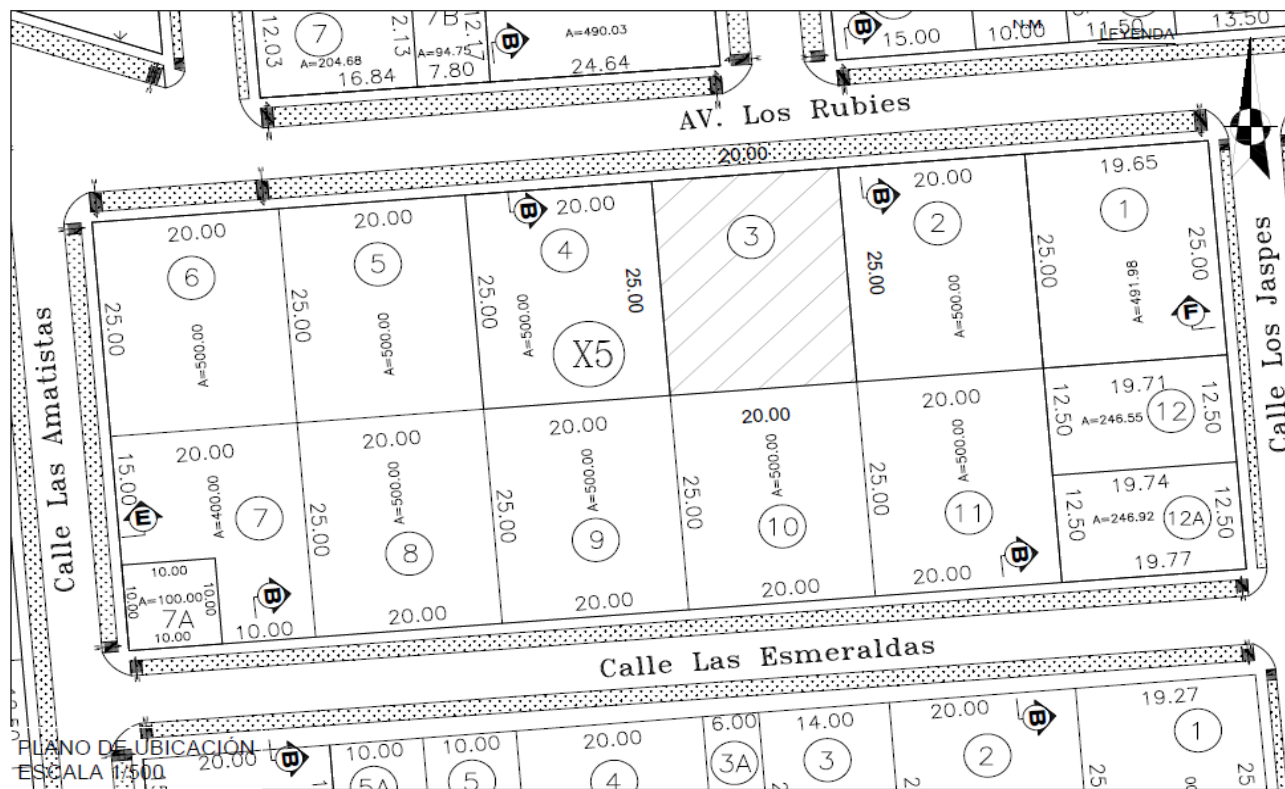 12.03
7
A=204.68
16.84
2.13
7B
A=94.75
7.80
12.17
B
A=490.03
24.64
B
15.00
N.M.
10.00
11.50
LEYENDA
13.50
AV. Los Rubies
20.00
20.00
6
25.00
A=500.00
20.00
5
25.00
A=500.00
B
20.00
4
25.00
A=500.00
25.00
X5
3
B
20.00
2
25.00
A=500.00
19.65
1
25.00
A=491.98
25.00
F
Calle Los Jaspes
Calle Las Amatistas
20.00
15.00
E
A=400.00
7
10.00
A=100.00
10.00
10.00
7A
10.00
B
10.00
20.00
25.00
A=500.00
8
20.00
20.00
25.00
A=500.00
9
20.00
20.00
25.00
A=500.00
10
20.00
20.00
25.00
A=500.00
11
B
20.00
19.71
12.50
A=246.55
12
12.50
19.74
12.50
A=246.92
12A
12.50
19.77
Calle Las Esmeraldas
PLANO DE UBICACIÓN
ESCALA 1/500
20.00
B
10.00
5A
10.00
5
20.00
4
6.00
3A
14.00
3
20.00
B
2
19.27
1
25
25